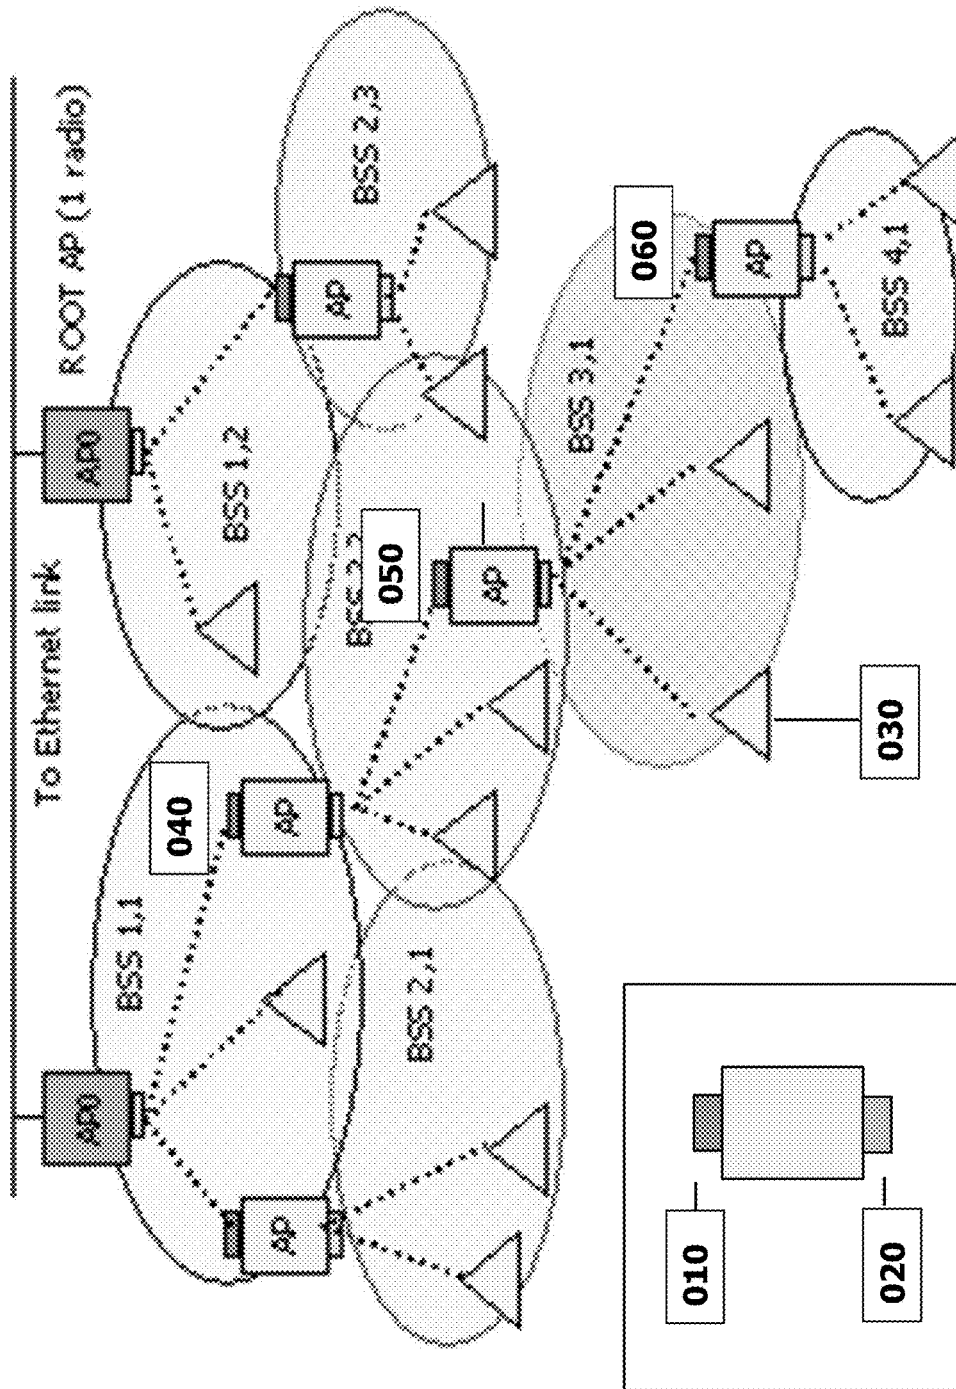 To Ethernet link
ROOT AP (1 radio)
AP0
AP0
BSS 1,1
BSS 1,2
BSS 2,3
040
AP
AP
AP
BSS 2,1
050
AP
BSS 3,1
060
AP
BSS 4,1
030
010
020